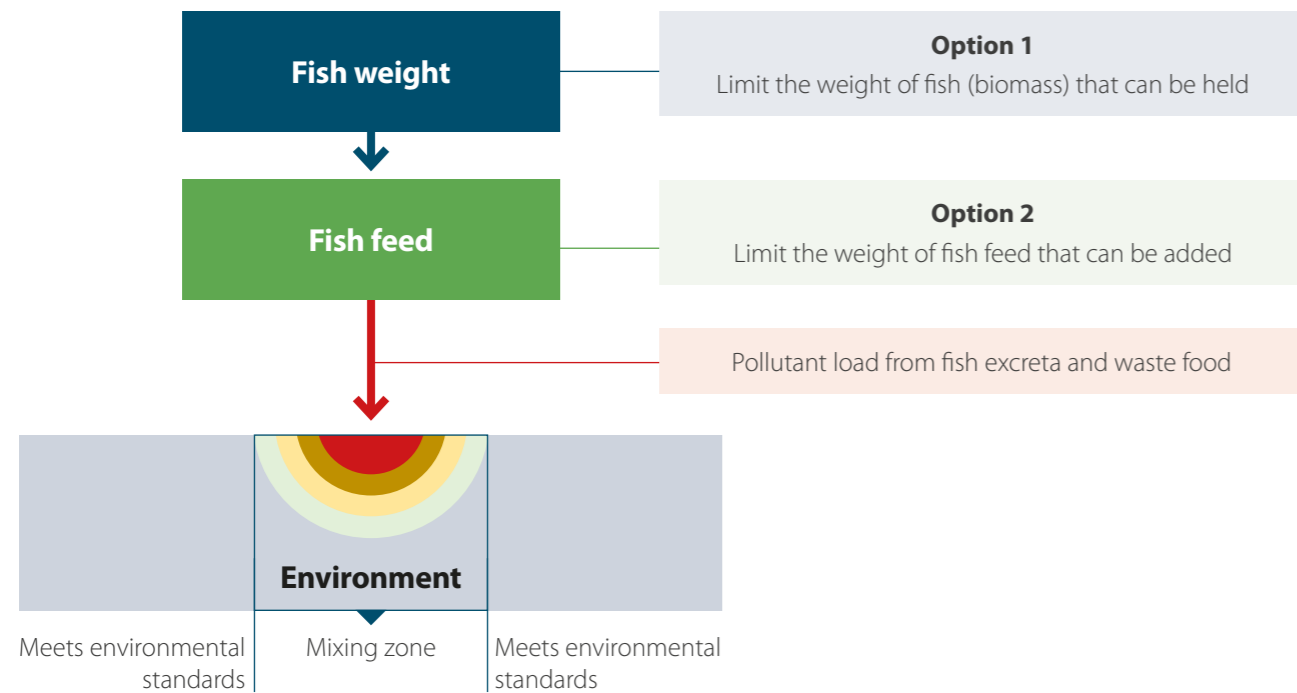 Fish weight
Option 1
Limit the weight of fish (biomass) that can be held
Fish feed
Option 2
Limit the weight of fish feed that can be added
Pollutant load from fish excreta and waste food
Environment
Meets environmental
standards
Mixing zone
Meets environmental
standards